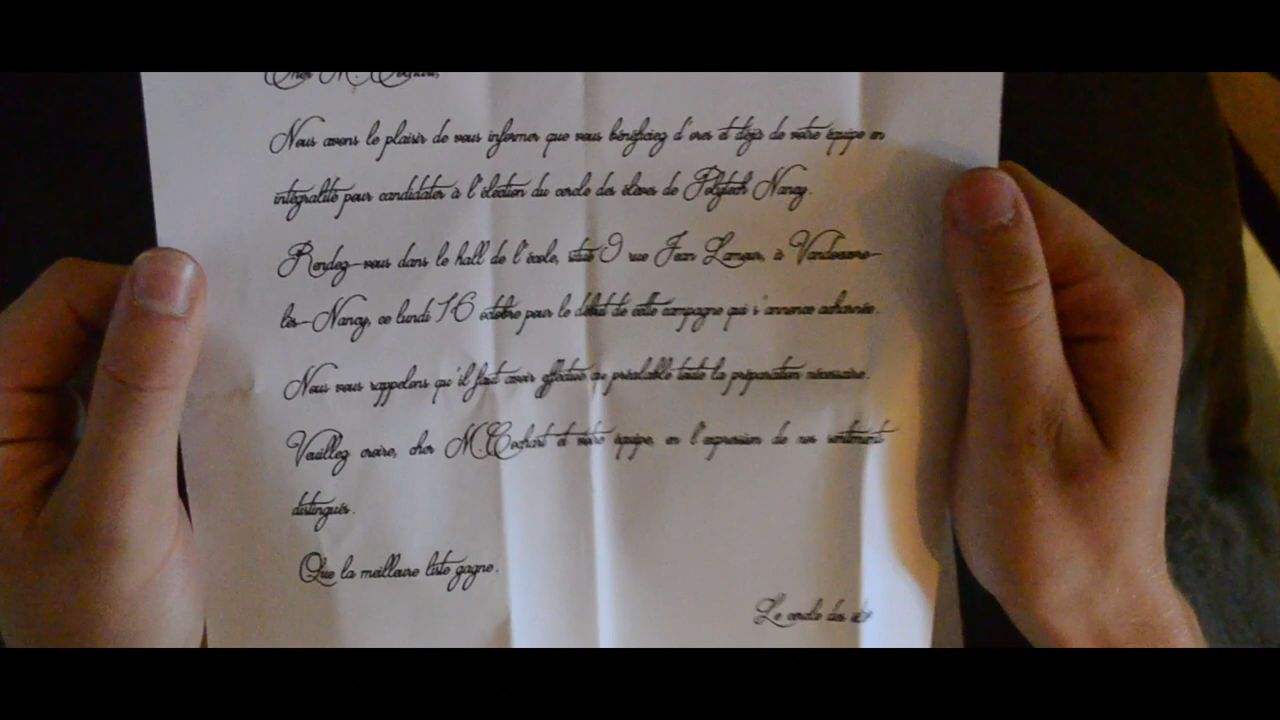 Cher M. Cochart,
Nous avons le plaisir de vous informer que vous bénéficiez d'ores et déjà de votre équipe en
intégralité pour candidater à l'élection du cercle des élèves de Polytech Nancy.
Rendez-vous dans le hall de l'école, situé rue Jean Lamour, à Vandoeuvre-
lès-Nancy, ce lundi 16 octobre pour le début de cette campagne qui s'annonce acharnée.
Nous vous rappelons qu'il faut avoir effectué au préalable toute la préparation nécessaire.
Veuillez croire, cher M.Cochart et votre équipe, en l'expression de nos sentiments
distingués.
Que la meilleure liste gagne.
Le cercle des